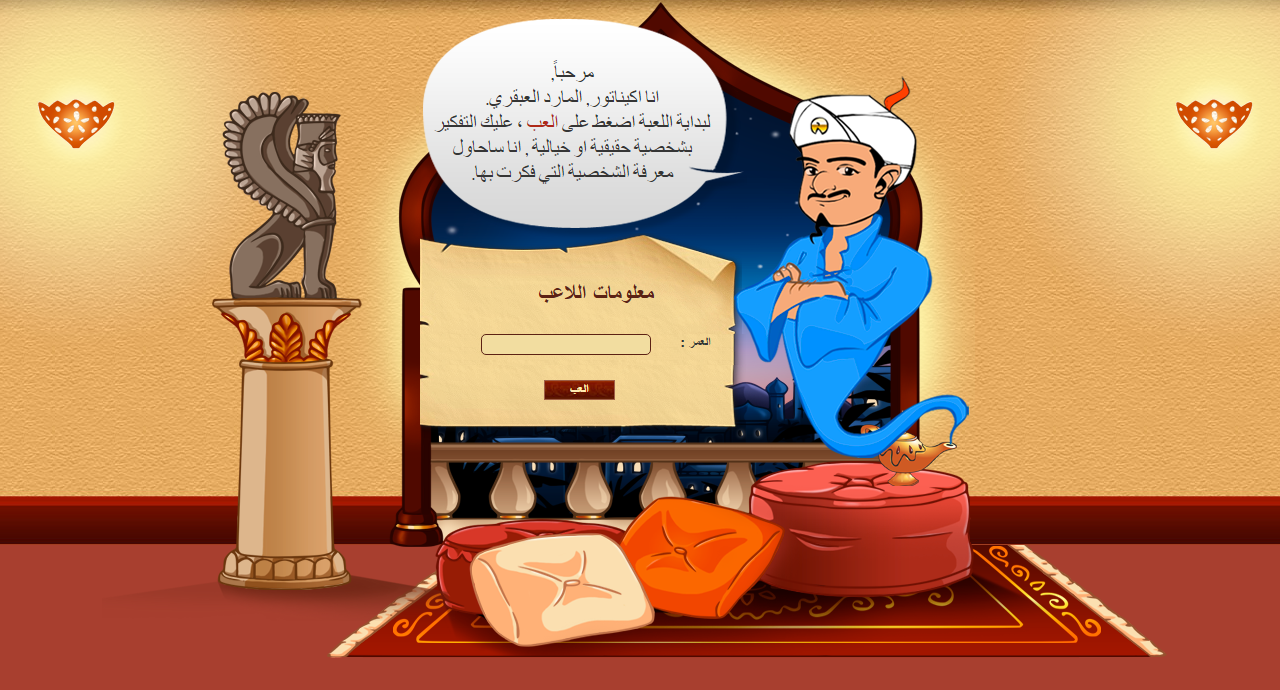 مرحباً,
انا اكيناتور, المارد العبقري.
لبداية اللعبة اضغط على العب ، عليك التفكير
بشخصية حقيقية او خيالية , انا ساحاول
معرفة الشخصية التي فكرت بها.
معلومات اللاعب
العمر :
العب